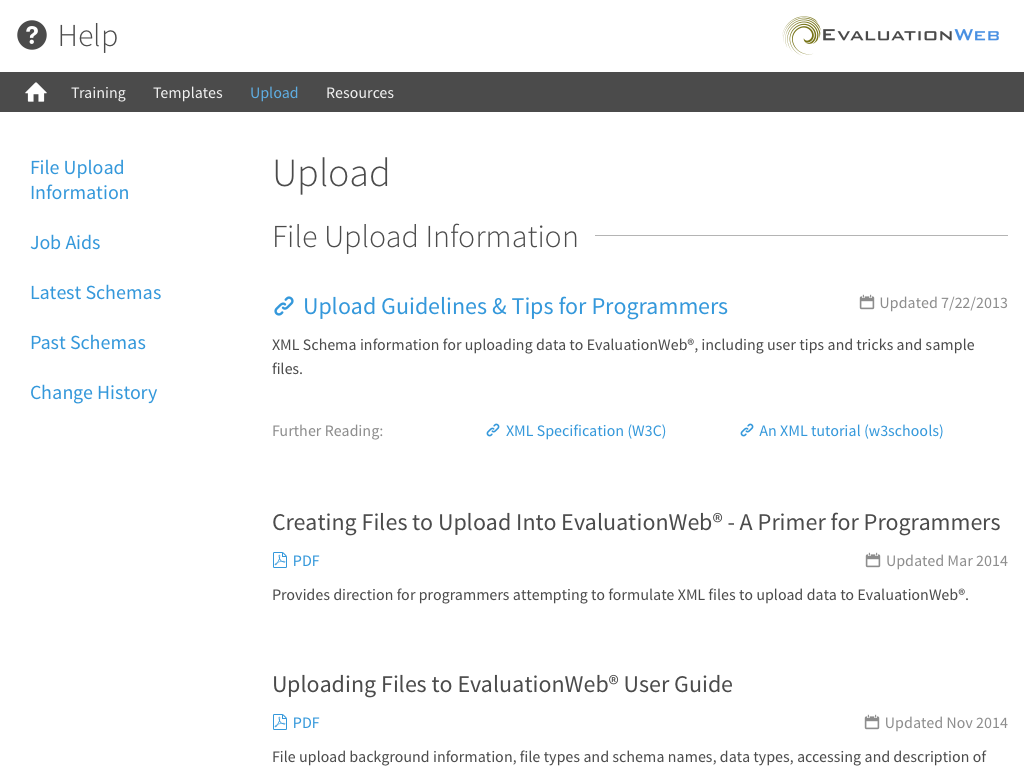 ? Help
EvaluationWeb
Training Templates Upload Resources
File Upload
Information
Job Aids
Latest Schemas
Past Schemas
Change History
Upload
File Upload Information
Upload Guidelines & Tips for Programmers
Updated 7/22/2013
XML Schema information for uploading data to EvaluationWeb®, including user tips and tricks and sample
files.
Further Reading: XML Specification (W3C) An XML tutorial (w3schools)
Creating Files to Upload Into EvaluationWeb® - A Primer for Programmers
PDF Updated Mar 2014
Provides direction for programmers attempting to formulate XML files to upload data to EvaluationWeb®.
Uploading Files to EvaluationWeb® User Guide
PDF Updated Nov 2014
File upload background information, file types and schema names, data types, accessing and description of